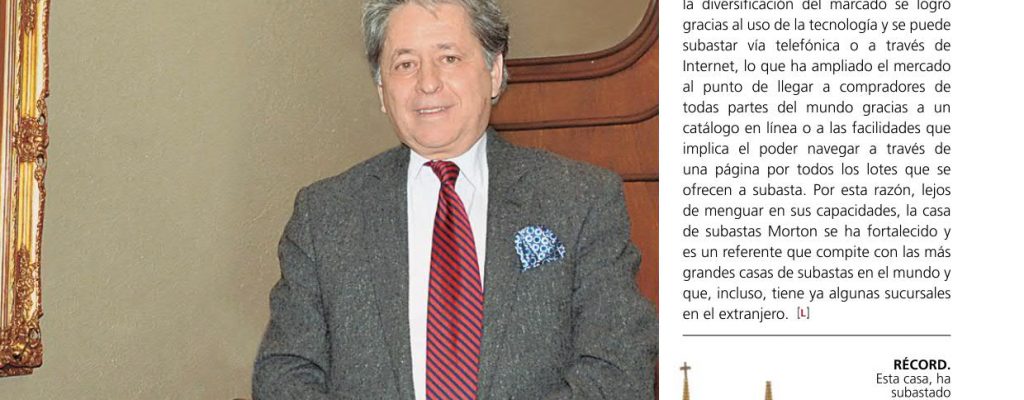 la diversificación del mercado se logró
gracias al uso de la tecnología y se puede
subastar vía telefónica o a través de
Internet, lo que ha ampliado el mercado
al punto de llegar a compradores de
todas partes del mundo gracias a un
catálogo en línea o a las facilidades que
implica el poder navegar a través de
una página por todos los lotes que se
ofrecen a subasta. Por esta razón, lejos
de menguar en sus capacidades, la casa
de subastas Morton se ha fortalecido y
es un referente que compite con las más
grandes casas de subastas en el mundo y
que, incluso, tiene ya algunas sucursales
en el extranjero. [L]
RÉCORD.
Esta casa, ha
subastado